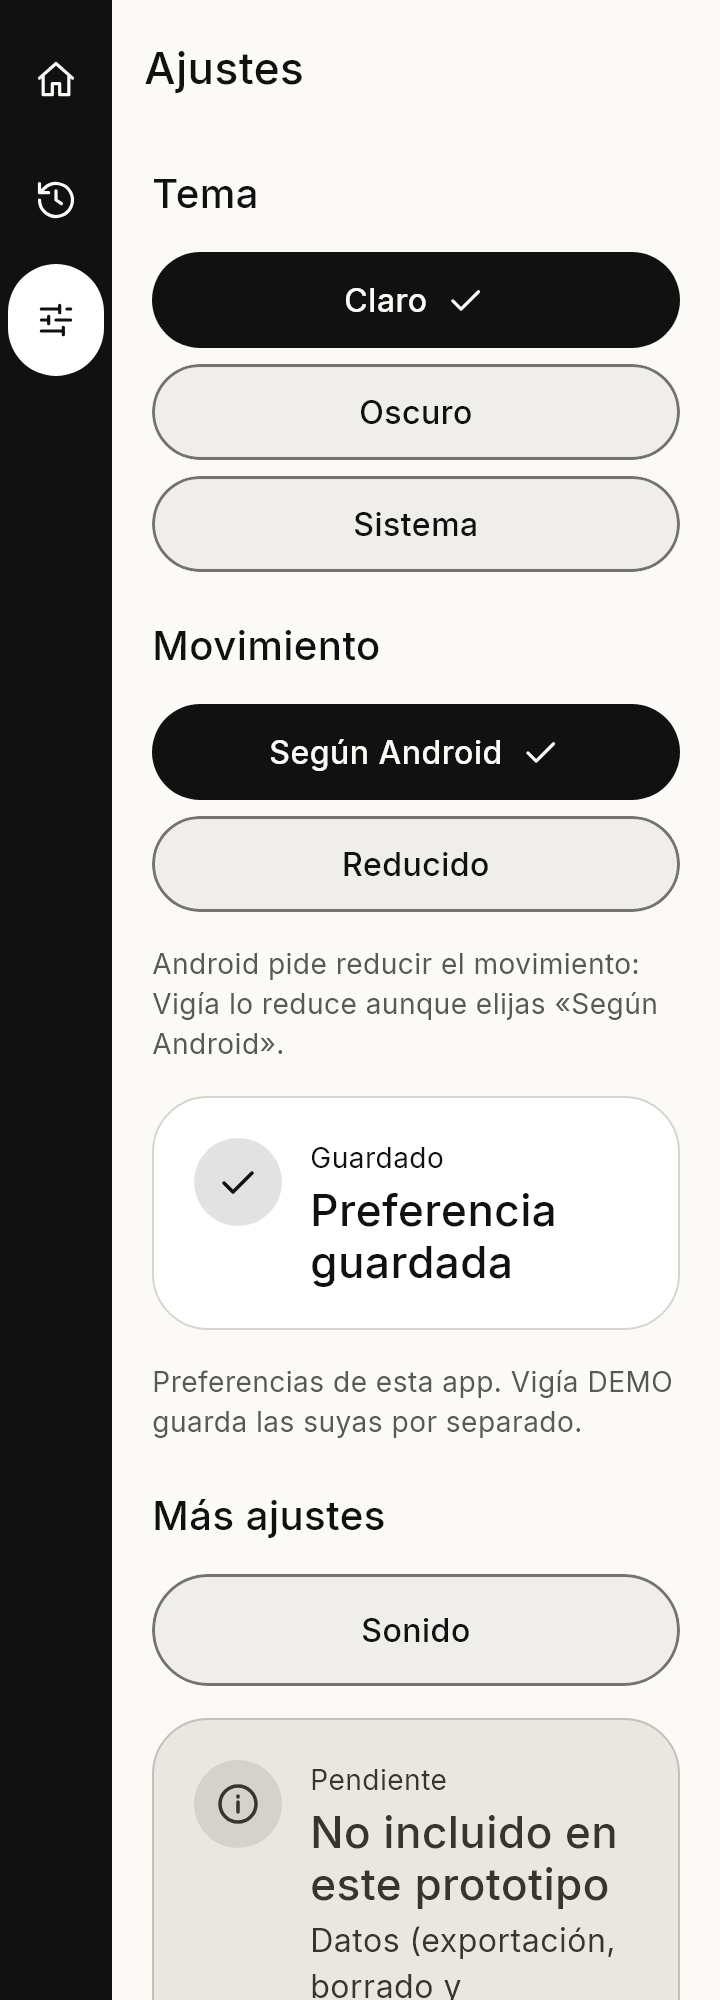 Ajustes
Tema
Claro
Oscuro
Sistema
Movimiento
Según Android
Reducido
Android pide reducir el movimiento:
Vigía lo reduce aunque elijas «Según
Android».
Guardado
Preferencia
guardada
Preferencias de esta app. Vigía DEMO
guarda las suyas por separado.
Más ajustes
Sonido
Pendiente
No incluido en
este prototipo
Datos (exportación,
borrado y